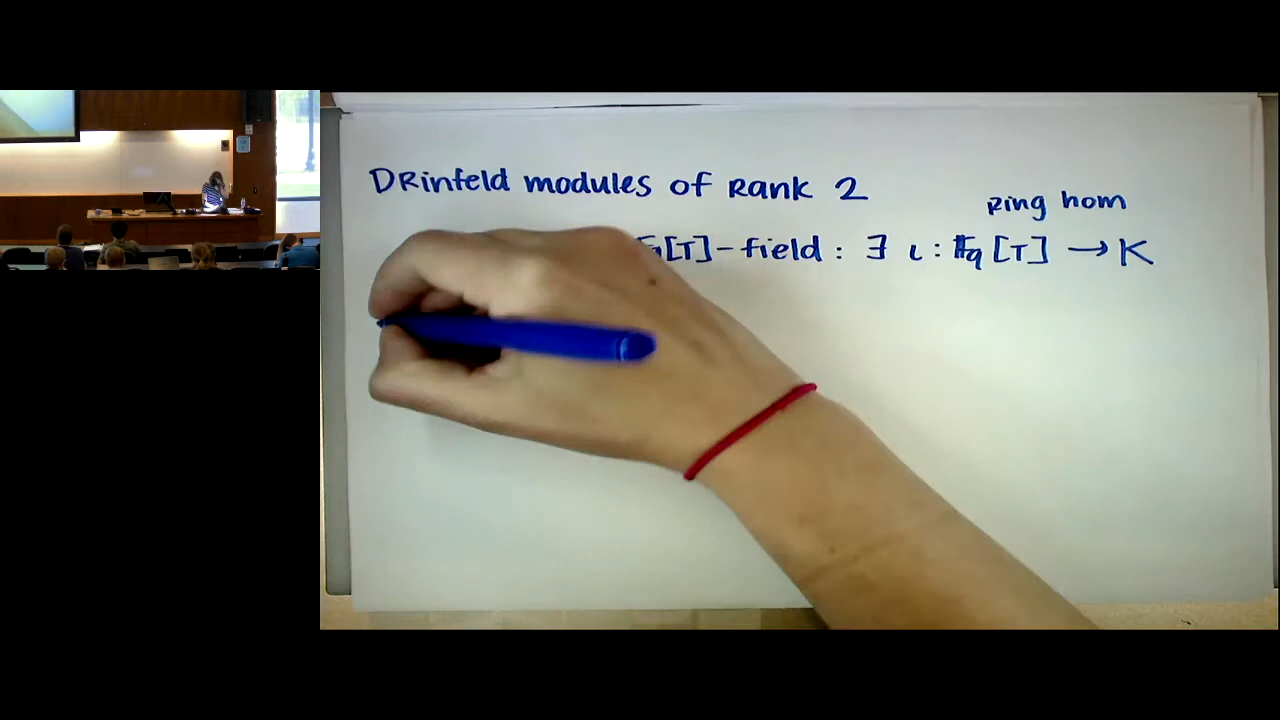 DRinfeld modules of Rank 2
Ring hom
[T]-field : ∃ ι : 𝔽q [T] → K